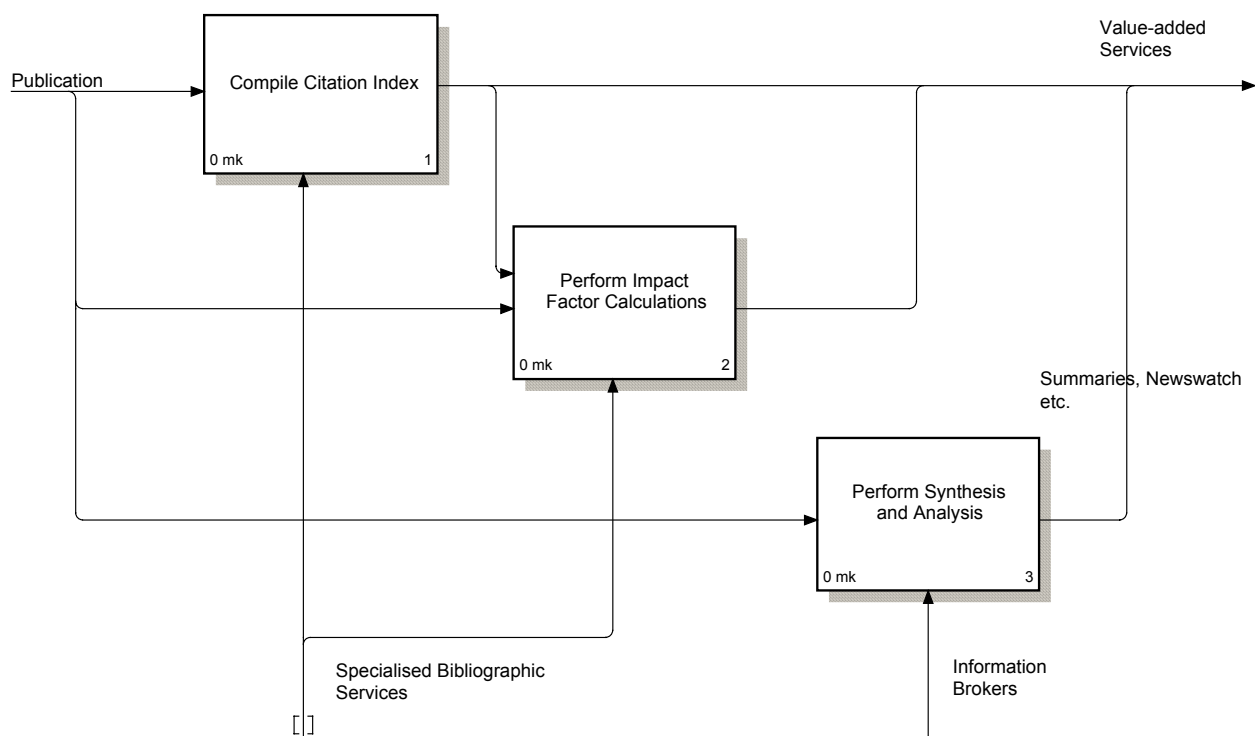 Value-added
Services
Publication
Compile Citation Index
0 mk 1
Perform Impact
Factor Calculations
0 mk 2
Summaries, Newswatch
etc.
Perform Synthesis
and Analysis
0 mk 3
Specialised Bibliographic
Services
Information
Brokers
[ ]